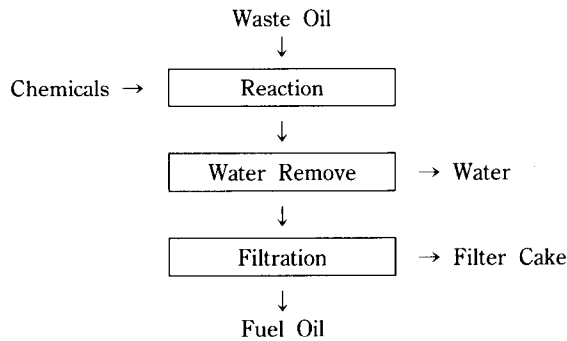 Waste Oil
↓
Chemicals → Reaction
↓
Water Remove → Water
↓
Filtration → Filter Cake
↓
Fuel Oil